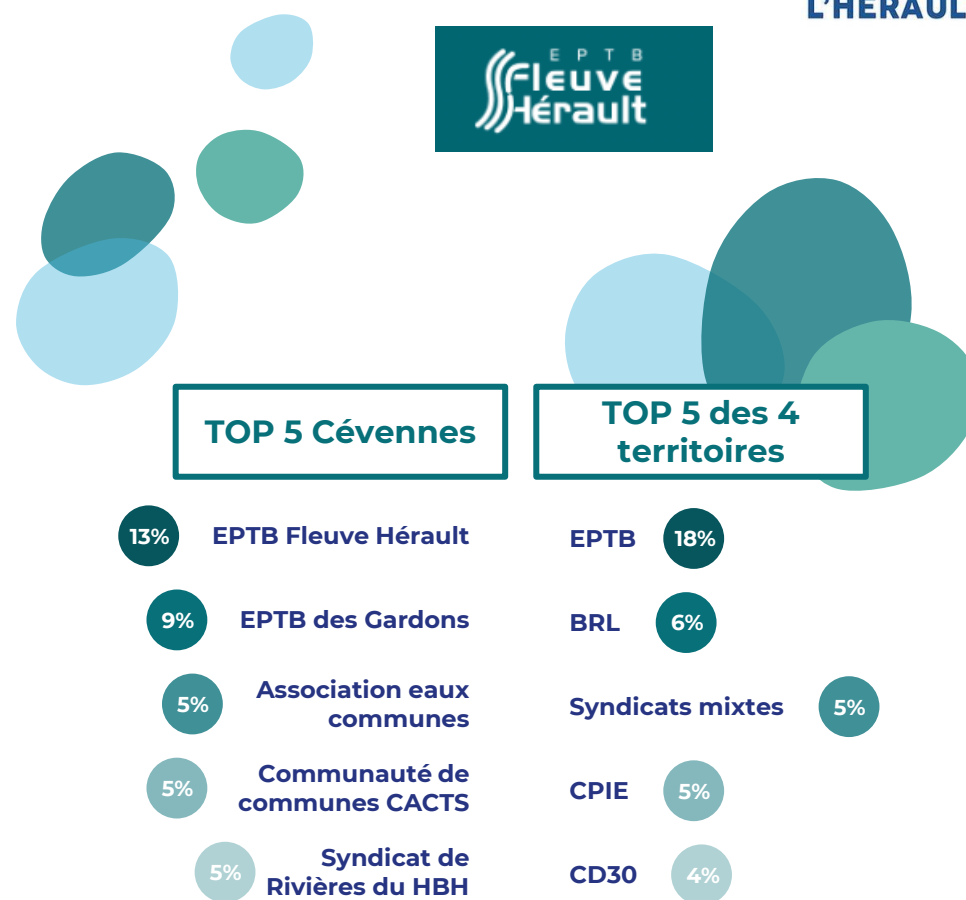 L'HÉRAUL
EPTB
Fleuve
Hérault
TOP 5 Cévennes
13%
EPTB Fleuve Hérault
9%
EPTB des Gardons
5%
Association eaux
communes
5%
Communauté de
communes CACTS
5%
Syndicat de
Rivières du HBH
TOP 5 des 4
territoires
EPTB
18%
BRL
6%
Syndicats mixtes
5%
CPIE
5%
CD30
4%